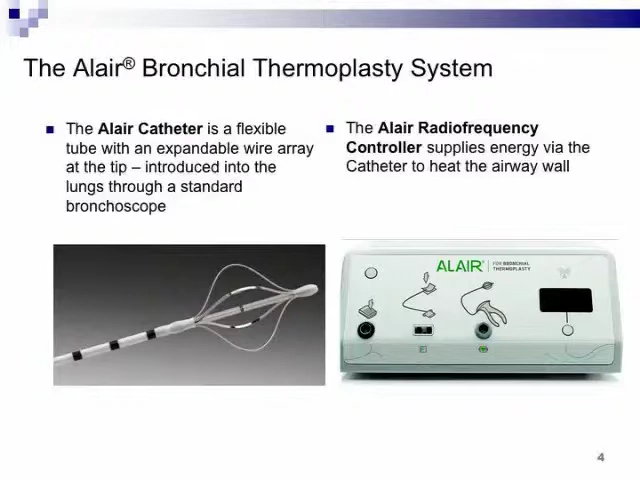 The Alair® Bronchial Thermoplasty System
■ The Alair Catheter is a flexible
tube with an expandable wire array
at the tip – introduced into the
lungs through a standard
bronchoscope
■ The Alair Radiofrequency
Controller supplies energy via the
Catheter to heat the airway wall
ALAIR® | FOR BRONCHIAL
THERMOPLASTY
4